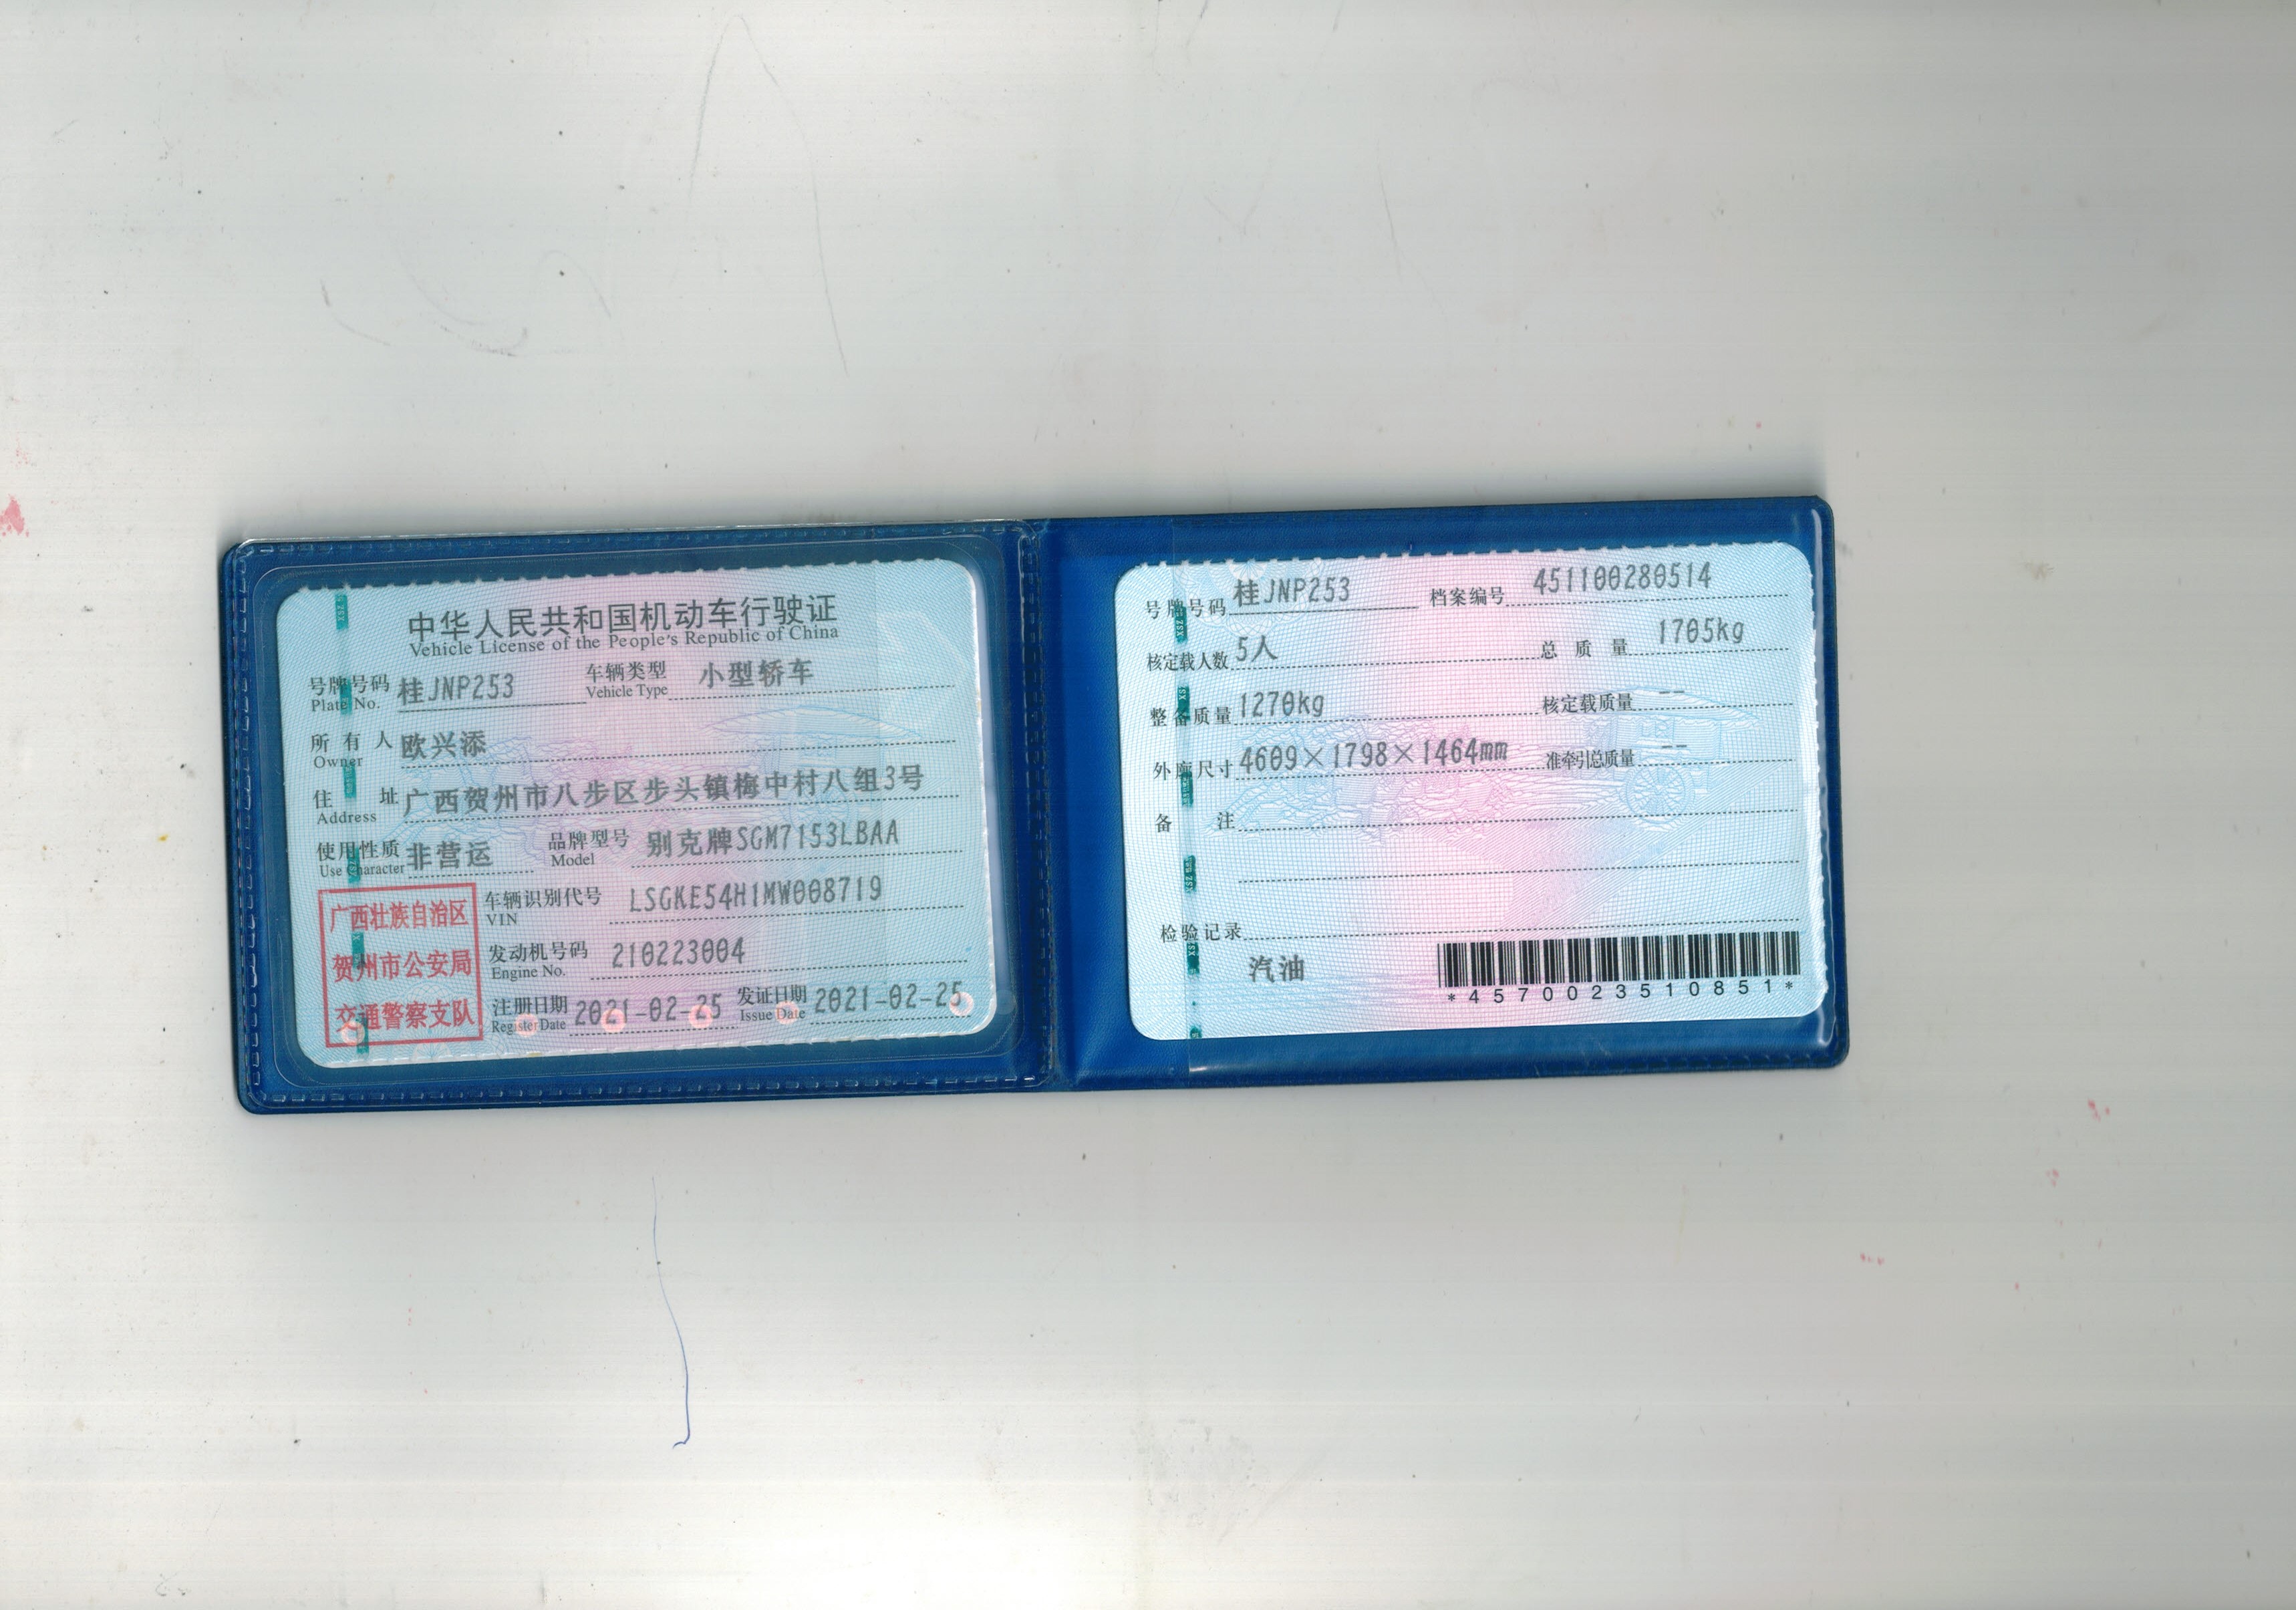 中华人民共和国机动车行驶证
Vehicle License of the People's Republic of China
号牌号码 桂JNP253 车辆类型 小型轿车
Plate No. Vehicle Type
所有人 欧兴添
Owner
住址 广西贺州市八步区步头镇梅中村八组3号
Address
使用性质 非营运 品牌型号 别克牌SGM7153LBAA
Use Character Model
广西壮族自治区
贺州市公安局
交通警察支队
车辆识别代号 LSGKE54H1MW008719
VIN
发动机号码 210223004
Engine No.
注册日期 2021-02-25 发证日期 2021-02-25
Register Date Issue Date
号牌号码 桂JNP253 档案编号 451100280514
核定载人数 5人 总质量 1705kg
整备质量 1270kg 核定载质量 --
外廓尺寸 4609×1798×1464mm 准牵引总质量 --
备注
检验记录
汽油
*4570023510851*